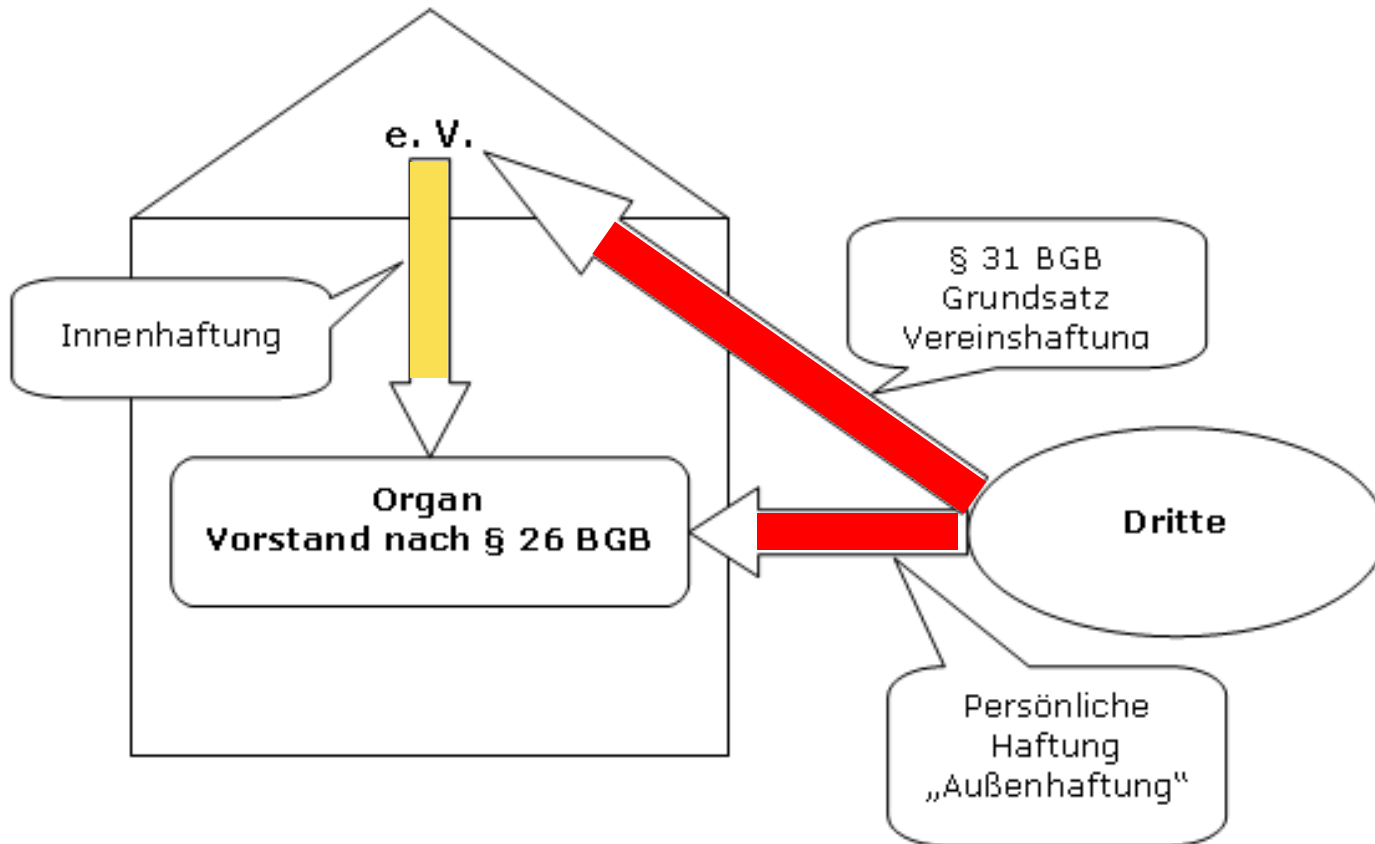 e. V.
Innenhaftung
§ 31 BGB
Grundsatz
Vereinshaftung
Organ
Vorstand nach § 26 BGB
Dritte
Persönliche
Haftung
„Außenhaftung“